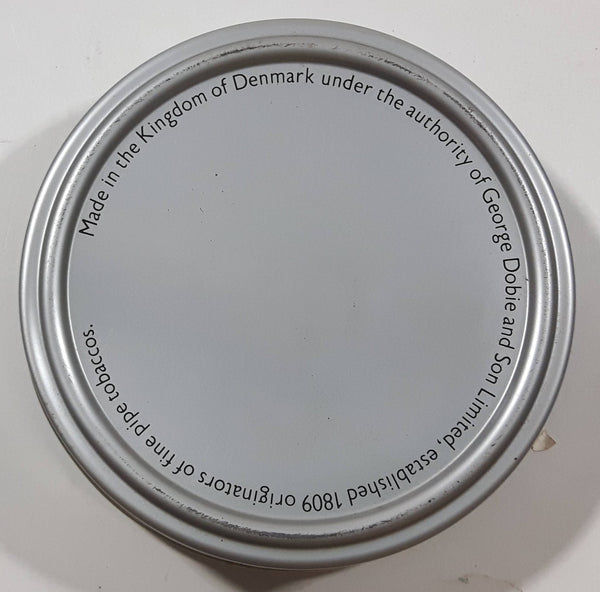 Made in the Kingdom of Denmark under the authority of George Dobie and Son Limited, established 1809 originators of fine pipe tobaccos.